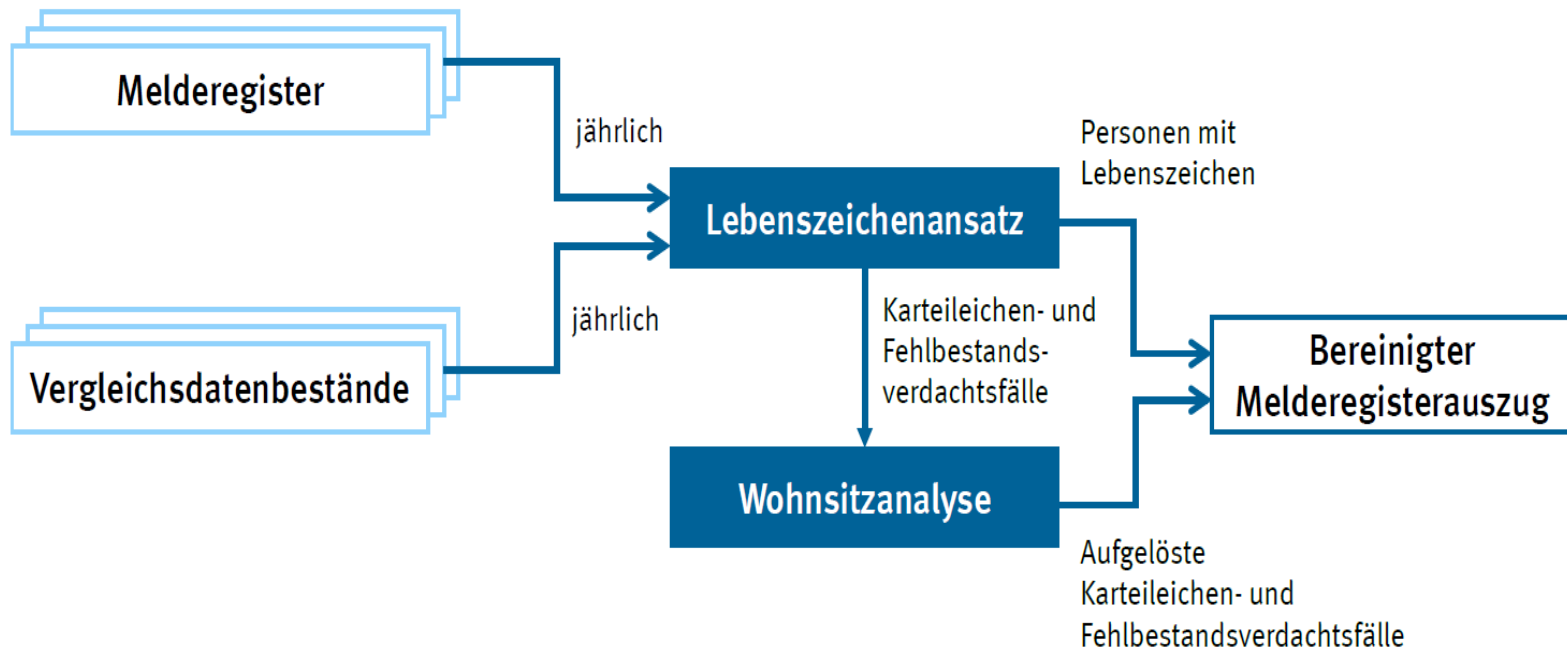 Melderegister
jährlich
Personen mit
Lebenszeichen
Lebenszeichenansatz
jährlich
Karteileichen- und
Fehlbestands-
verdachtsfälle
Vergleichsdatenbestände
Bereinigter
Melderegisterauszug
Wohnsitzanalyse
Aufgelöste
Karteileichen- und
Fehlbestandsverdachtsfälle